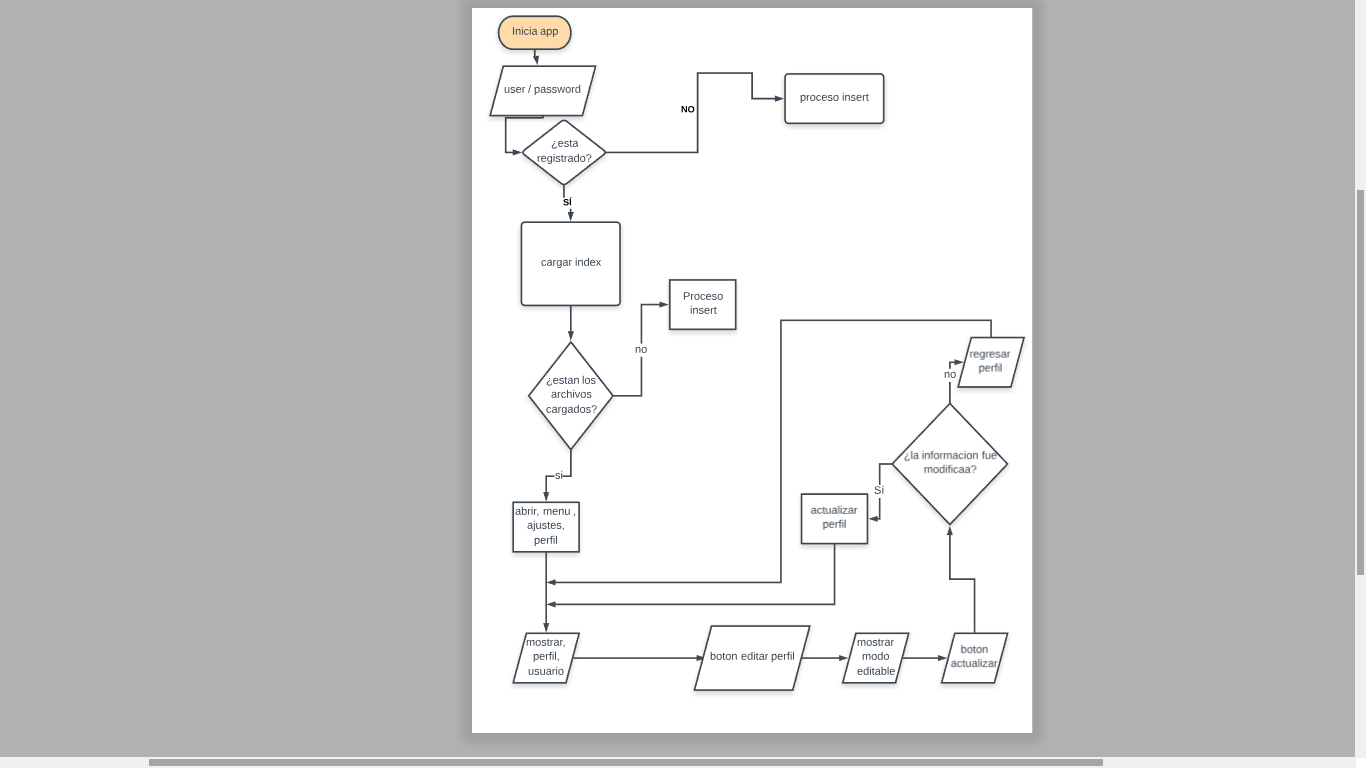 Inicia app
user / password
NO
proceso insert
¿esta
registrado?
SÍ
cargar index
Proceso
insert
no
¿estan los
archivos
cargados?
si
abrir, menu ,
ajustes,
perfil
regresar
perfil
no
¿la informacion fue
modificaa?
Sí
actualizar
perfil
mostrar,
perfil,
usuario
boton editar perfil
mostrar
modo
editable
boton
actualizar